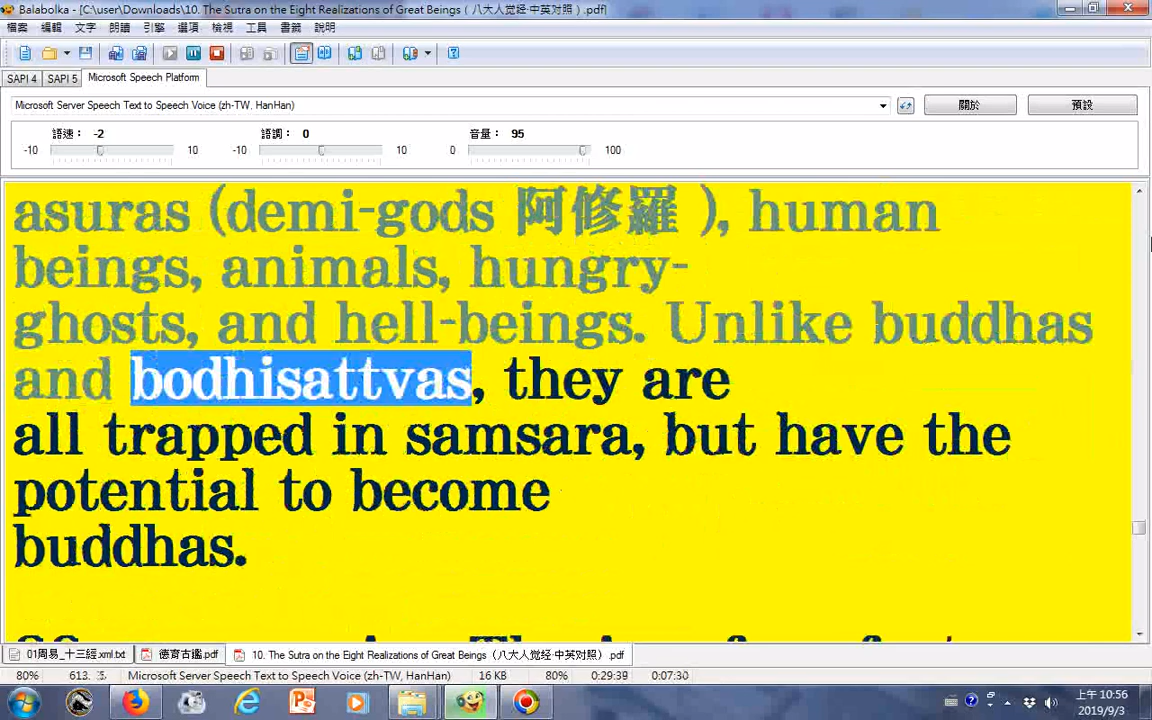 Balabolka - [C:\user\Downloads\10. The Sutra on the Eight Realizations of Great Beings ( 八大人觉经·中英对照 ) .pdf]
檔案 編輯 文字 朗讀 引擎 選項 檢視 工具 書籤 說明
SAPI 4 SAPI 5 Microsoft Speech Platform
Microsoft Server Speech Text to Speech Voice (zh-TW, HanHan) 關於 預設
語速： -2 語調： 0 音量： 95
-10 10 -10 10 0 100
asuras (demi-gods 阿修羅 ), human
beings, animals, hungry-
ghosts, and hell-beings. Unlike buddhas
and bodhisattvas, they are
all trapped in samsara, but have the
potential to become
buddhas.
01周易_十三經.xml.txt 德育古鑑.pdf 10. The Sutra on the Eight Realizations of Great Beings（八大人觉经·中英对照）.pdf
80% Microsoft Server Speech Text to Speech Voice (zh-TW, HanHan) 16 KB 80% 0:29:39 0:07:30
上午 10:56
2019/9/3